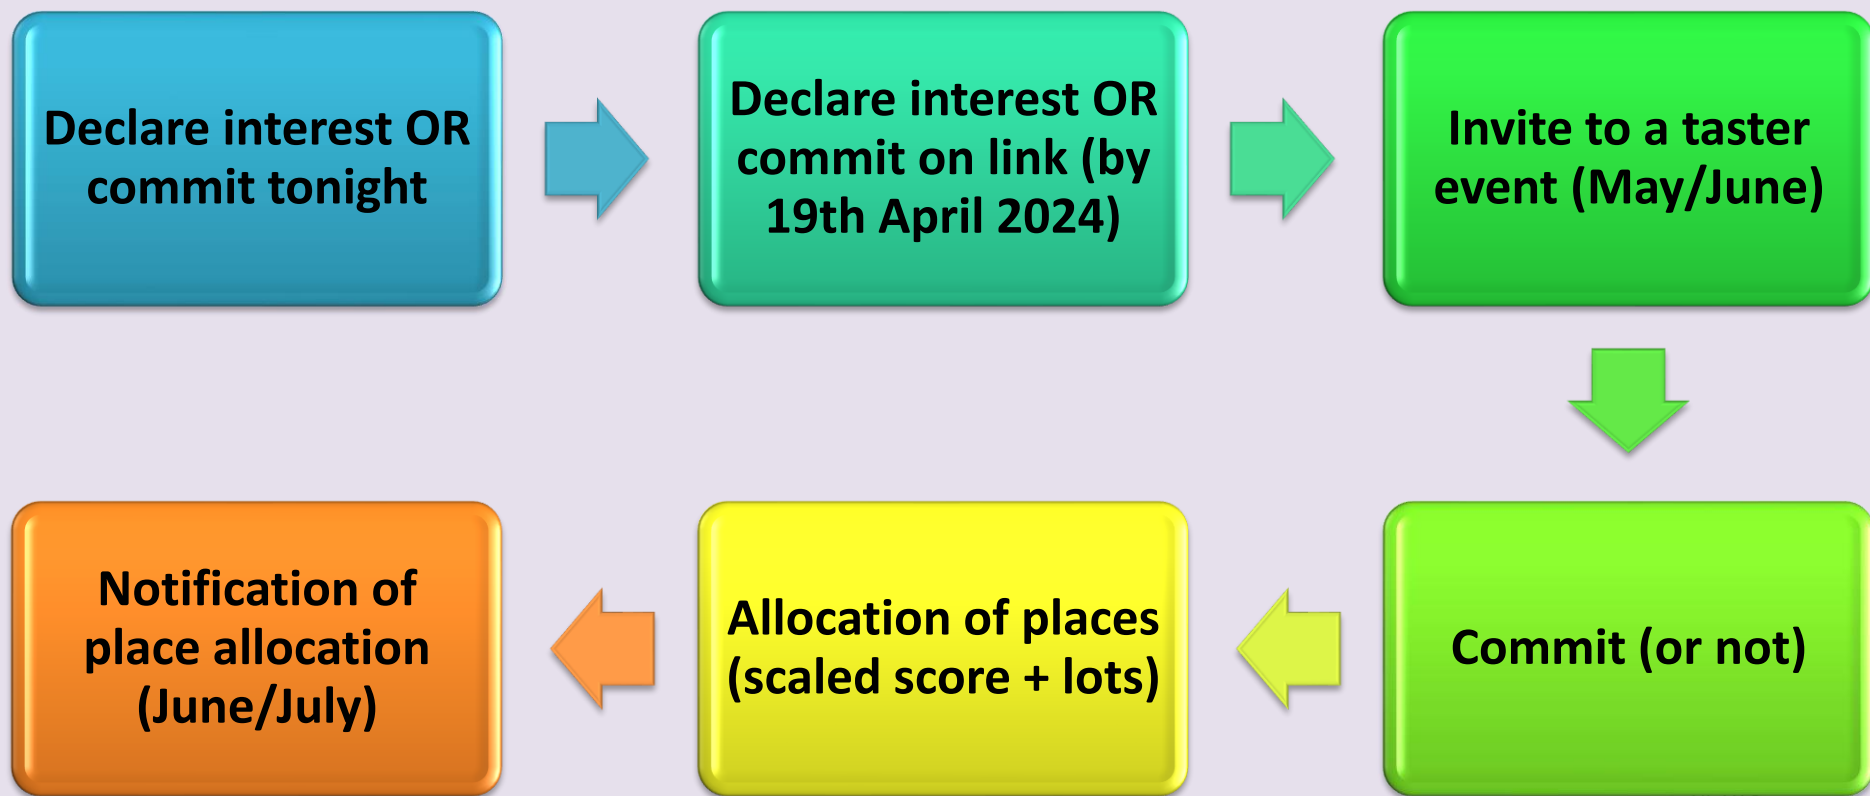 Declare interest OR
commit tonight
Declare interest OR
commit on link (by
19th April 2024)
Invite to a taster
event (May/June)
Commit (or not)
Allocation of places
(scaled score + lots)
Notification of
place allocation
(June/July)